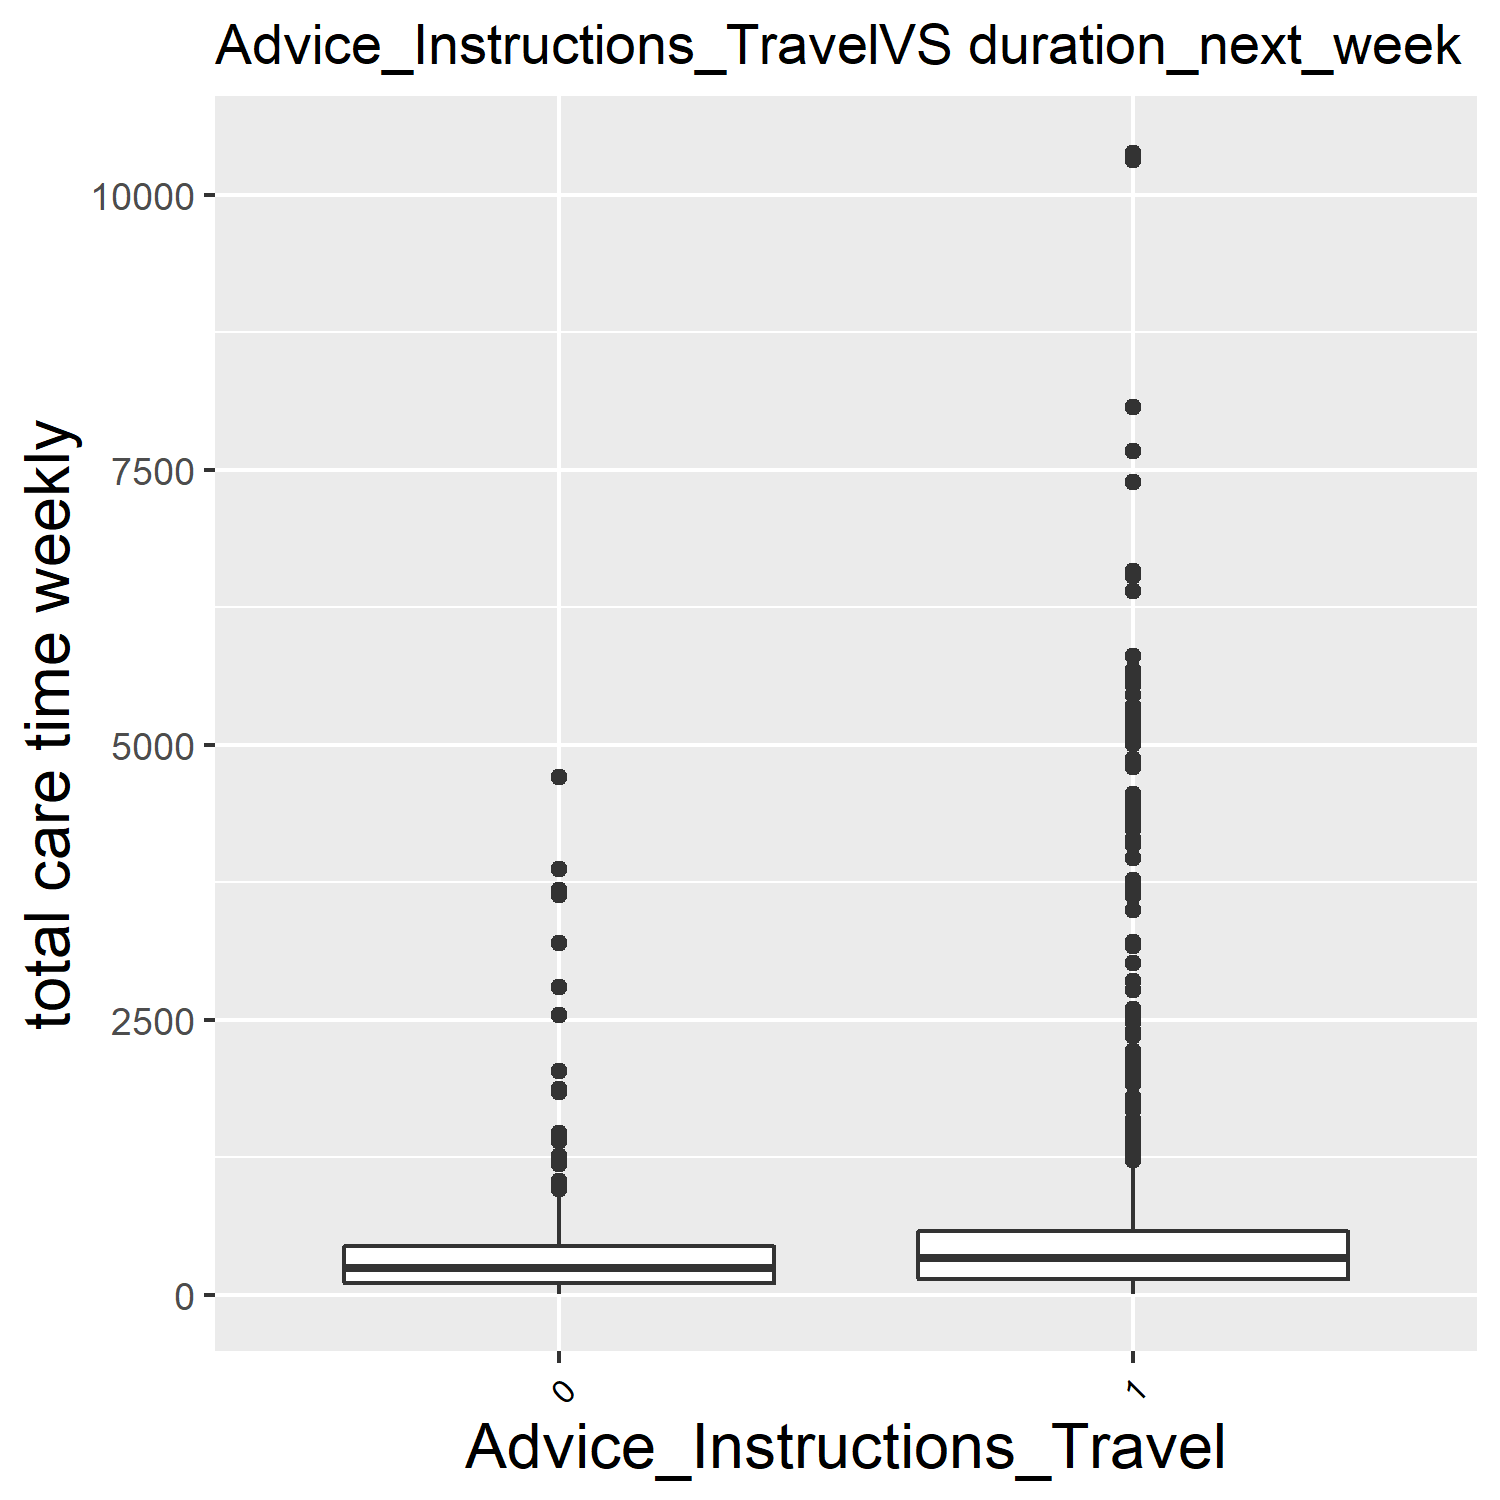 Advice_Instructions_TravelVS duration_next_week
total care time weekly
10000
7500
5000
2500
0
0
1
Advice_Instructions_Travel